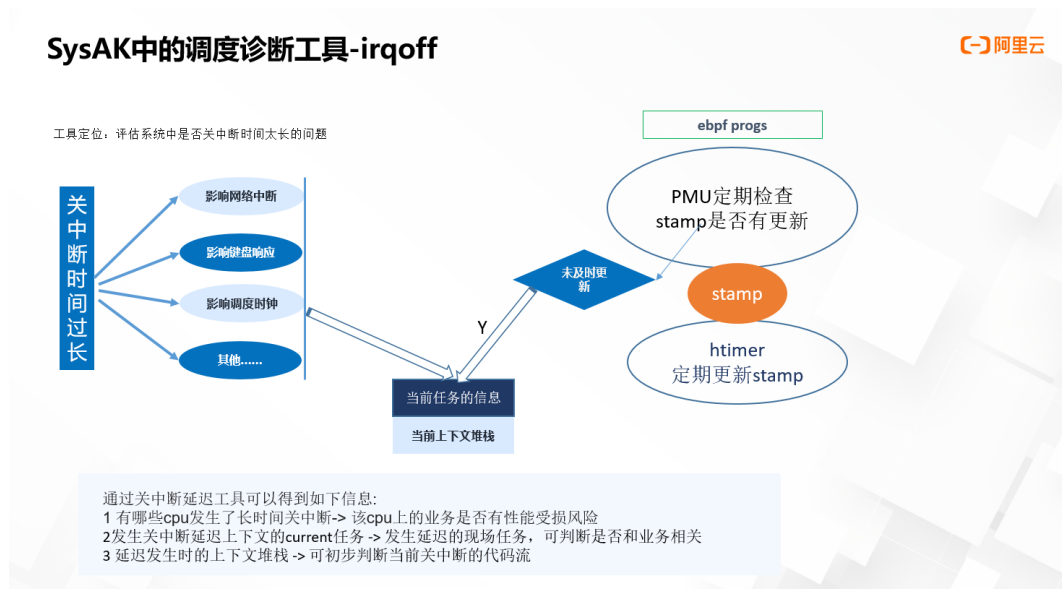 SysAK中的调度诊断工具-irqoff
阿里云
工具定位：评估系统中是否关中断时间太长的问题
关中断时间过长
影响网络中断
影响键盘响应
影响调度时钟
其他……
ebpf progs
PMU定期检查
stamp是否有更新
未及时更
新
stamp
Y
htimer
定期更新stamp
当前任务的信息
当前上下文堆栈
通过关中断延迟工具可以得到如下信息:
1 有哪些cpu发生了长时间关中断-> 该cpu上的业务是否有性能受损风险
2发生关中断延迟上下文的current任务 -> 发生延迟的现场任务，可判断是否和业务相关
3 延迟发生时的上下文堆栈 -> 可初步判断当前关中断的代码流